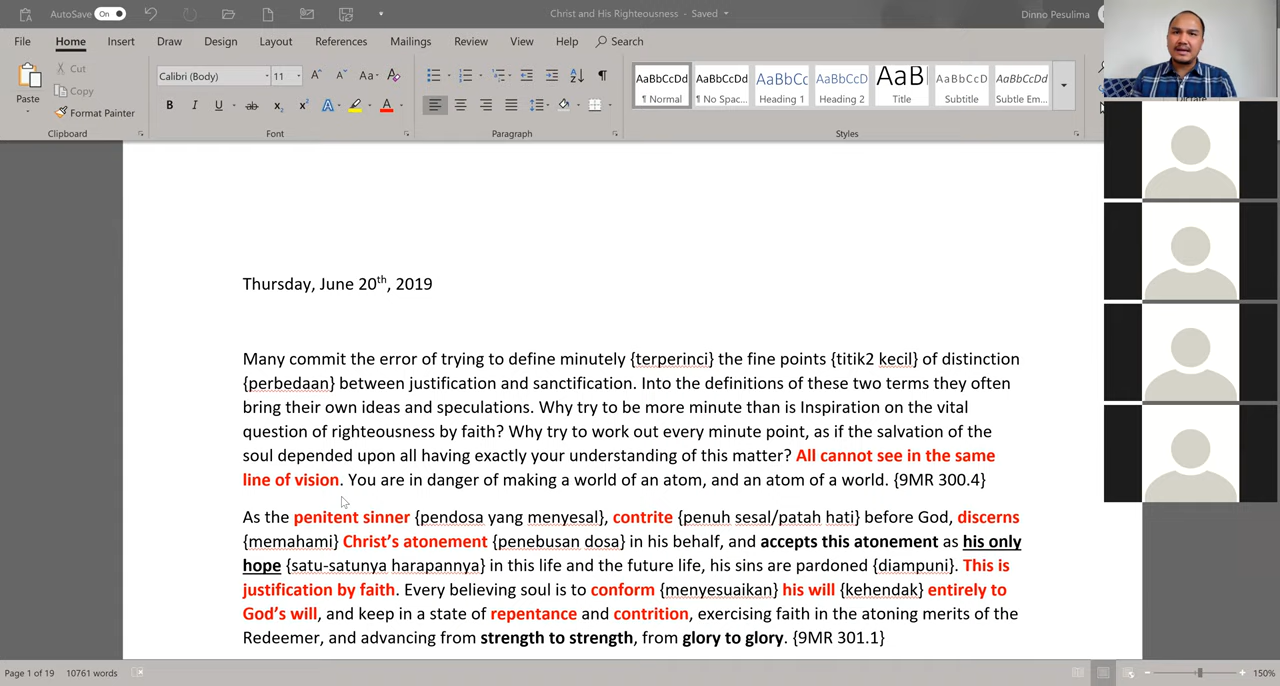 AutoSave On
Christ and His Righteousness - Saved
Dinno Pesulima
File Home Insert Draw Design Layout References Mailings Review View Help Search
Paste
Cut
Copy
Format Painter
Clipboard
Calibri (Body) 11
Font
Paragraph
AaBbCcDd AaBbCcDd AaBbCc AaBbCcD AaB AaBbCcD AaBbCcDd
¶ Normal ¶ No Spac... Heading 1 Heading 2 Title Subtitle Subtle Em...
Styles
Thursday, June 20th, 2019
Many commit the error of trying to define minutely {terperinci} the fine points {titik2 kecil} of distinction
{perbedaan} between justification and sanctification. Into the definitions of these two terms they often
bring their own ideas and speculations. Why try to be more minute than is Inspiration on the vital
question of righteousness by faith? Why try to work out every minute point, as if the salvation of the
soul depended upon all having exactly your understanding of this matter? All cannot see in the same
line of vision. You are in danger of making a world of an atom, and an atom of a world. {9MR 300.4}
As the penitent sinner {pendosa yang menyesal}, contrite {penuh sesal/patah hati} before God, discerns
{memahami} Christ's atonement {penebusan dosa} in his behalf, and accepts this atonement as his only
hope {satu-satunya harapannya} in this life and the future life, his sins are pardoned {diampuni}. This is
justification by faith. Every believing soul is to conform {menyesuaikan} his will {kehendak} entirely to
God's will, and keep in a state of repentance and contrition, exercising faith in the atoning merits of the
Redeemer, and advancing from strength to strength, from glory to glory. {9MR 301.1}
Page 1 of 19 10761 words
150%